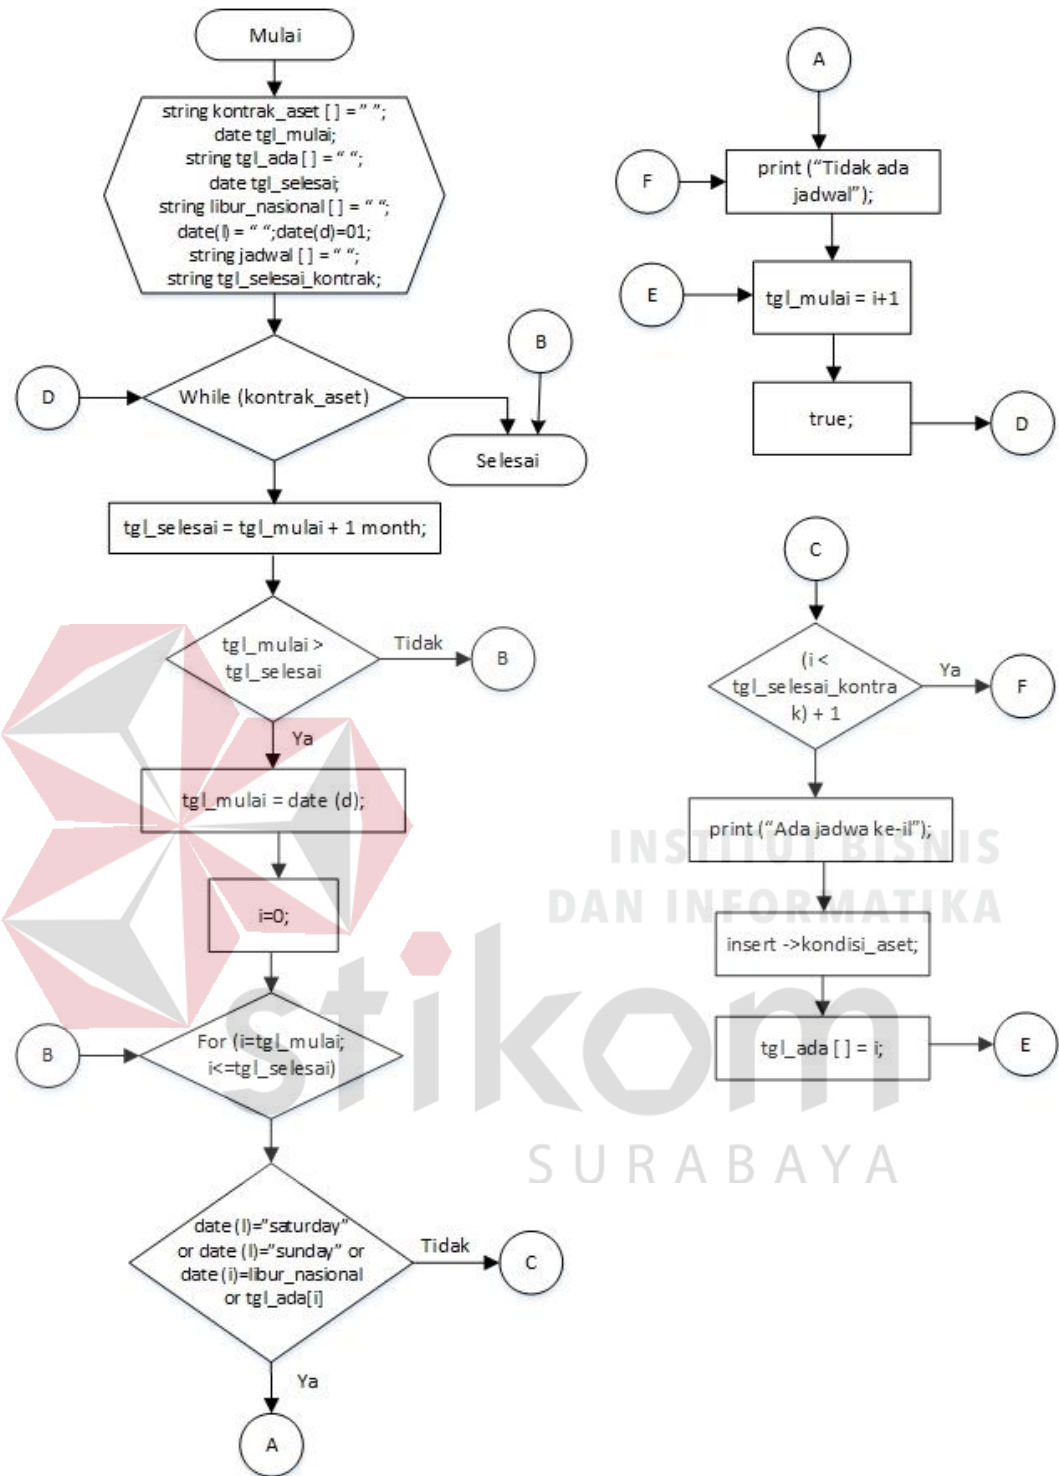 Mulai
string kontrak_aset [ ] = “ ”;
date tgl_mulai;
string tgl_ada [ ] = “ “;
date tgl_selesai;
string libur_nasional [ ] = “ “;
date(l) = “ “;date(d)=01;
string jadwal [ ] = “ “;
string tgl_selesai_kontrak;
D
While (kontrak_aset)
B
Selesai
tgl_selesai = tgl_mulai + 1 month;
tgl_mulai >
tgl_selesai
Tidak
B
Ya
tgl_mulai = date (d);
i=0;
B
For (i=tgl_mulai;
i<=tgl_selesai)
date (l)=”saturday”
or date (l)=”sunday” or
date (i)=libur_nasional
or tgl_ada[i]
Tidak
C
Ya
A
A
F
print (“Tidak ada
jadwal”);
E
tgl_mulai = i+1
true;
D
C
(i <
tgl_selesai_kontra
k) + 1
Ya
F
print (“Ada jadwa ke-il”);
insert ->kondisi_aset;
tgl_ada [ ] = i;
E
INSTITUT BISNIS
DAN INFORMATIKA
stikom
SURABAYA